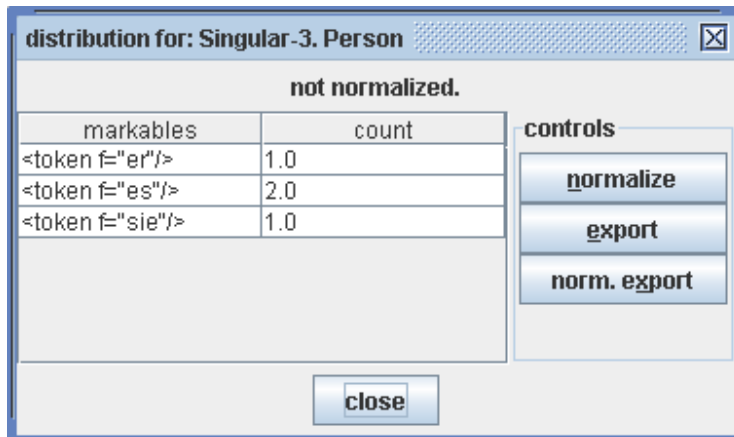 distribution for: Singular-3. Person
not normalized.
markables count
<token f="er"/> 1.0
<token f="es"/> 2.0
<token f="sie"/> 1.0
controls
normalize
export
norm. export
close